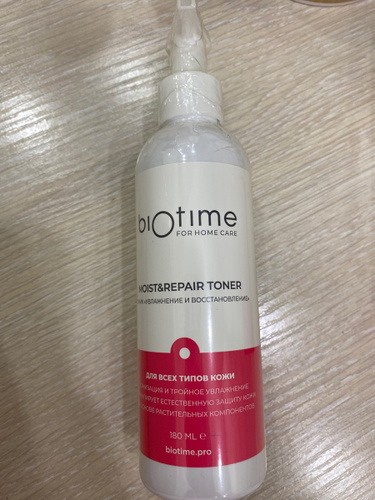 biOtime
FOR HOME CARE
MOIST&REPAIR TONER
«УВЛАЖНЕНИЕ И ВОССТАНОВЛЕНИЕ»
ДЛЯ ВСЕХ ТИПОВ КОЖИ
И ТРОЙНОЕ УВЛАЖНЕНИЕ
ЕСТЕСТВЕННУЮ ЗАЩИТУ КОЖИ
РАСТИТЕЛЬНЫХ КОМПОНЕНТОВ
180 ML e
biotime.pro